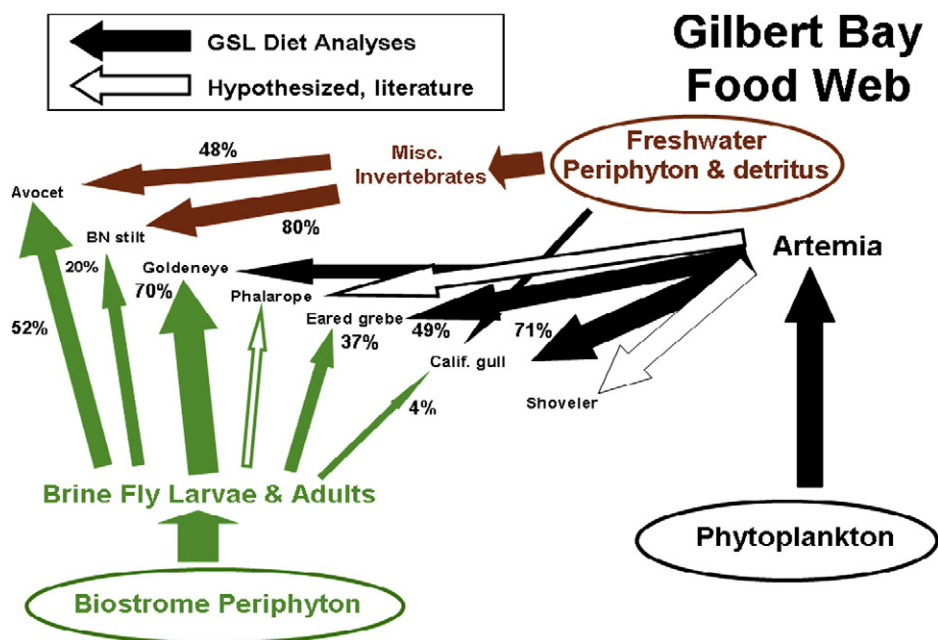 GSL Diet Analyses
Hypothesized, literature
Gilbert Bay
Food Web
Freshwater
Periphyton & detritus
Misc.
Invertebrates
48%
Avocet
80%
BN stilt
Artemia
20%
Goldeneye
70%
Phalarope
Eared grebe
52%
49%
71%
37%
Calif. gull
Shoveler
4%
Brine Fly Larvae & Adults
Phytoplankton
Biostrome Periphyton